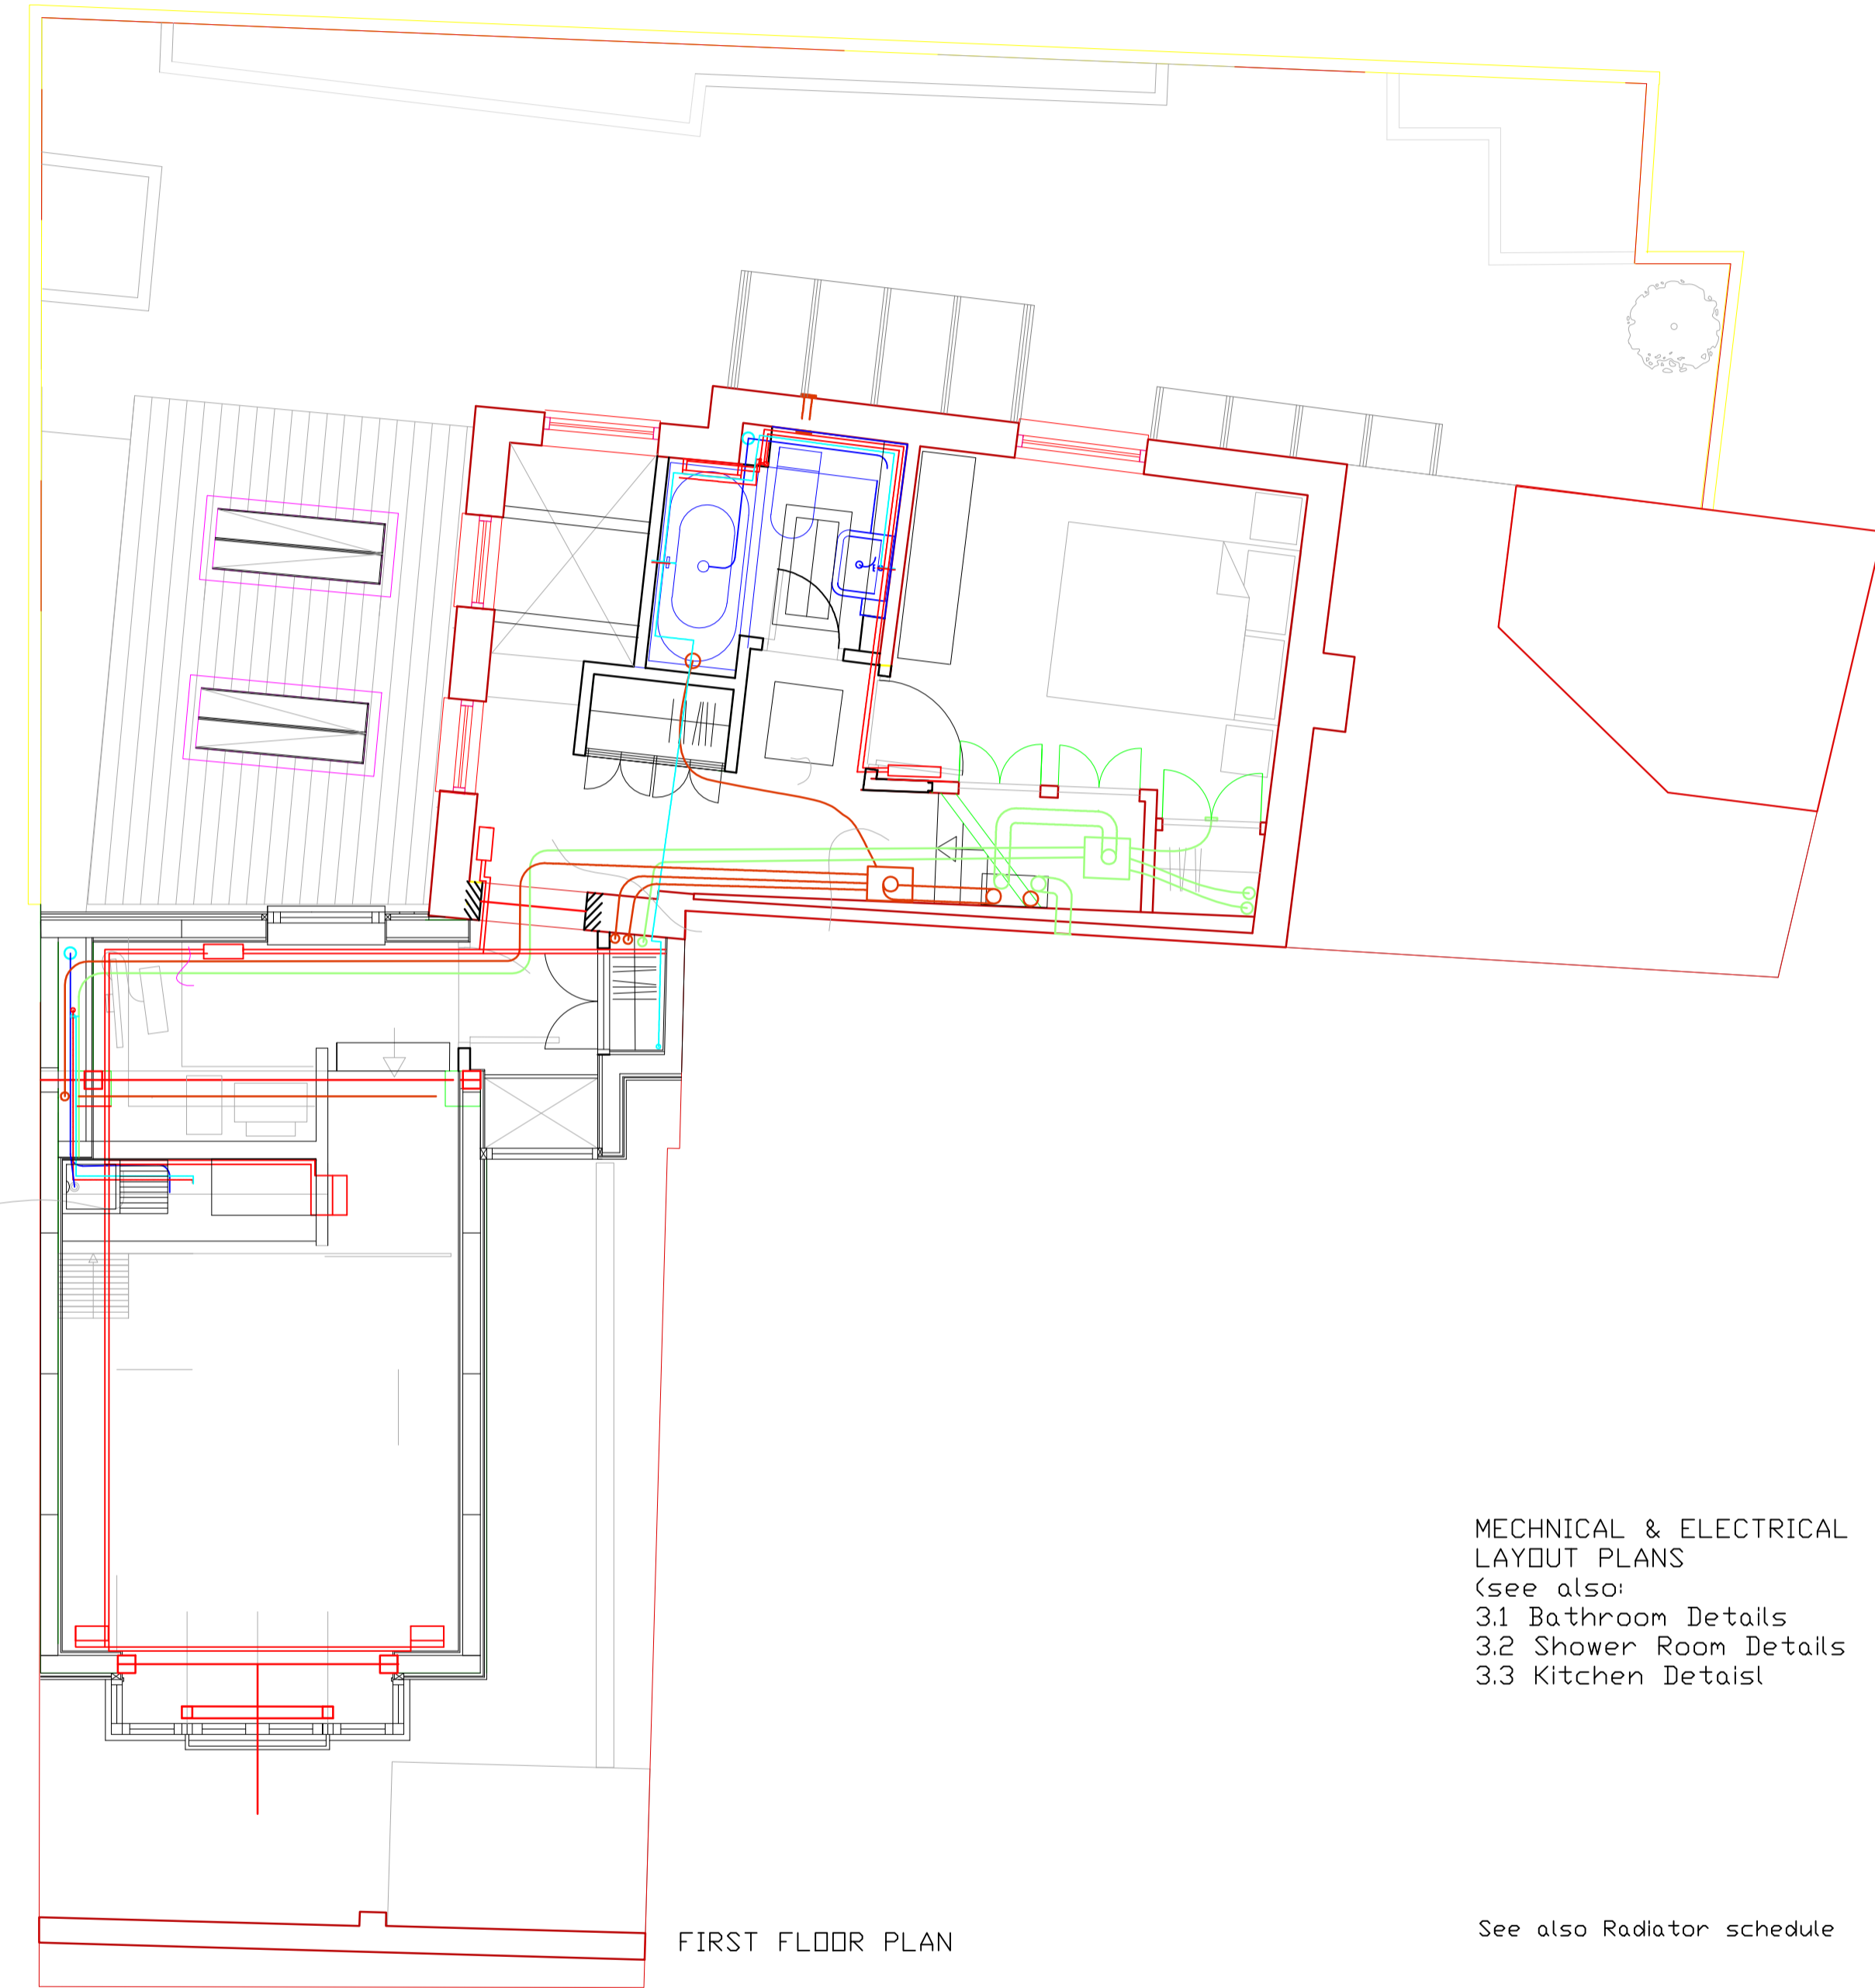 MECHNICAL & ELECTRICAL
LAYOUT PLANS
(see also:
3.1 Bathroom Details
3.2 Shower Room Details
3.3 Kitchen Detaisl
See also Radiator schedule
FIRST FLOOR PLAN